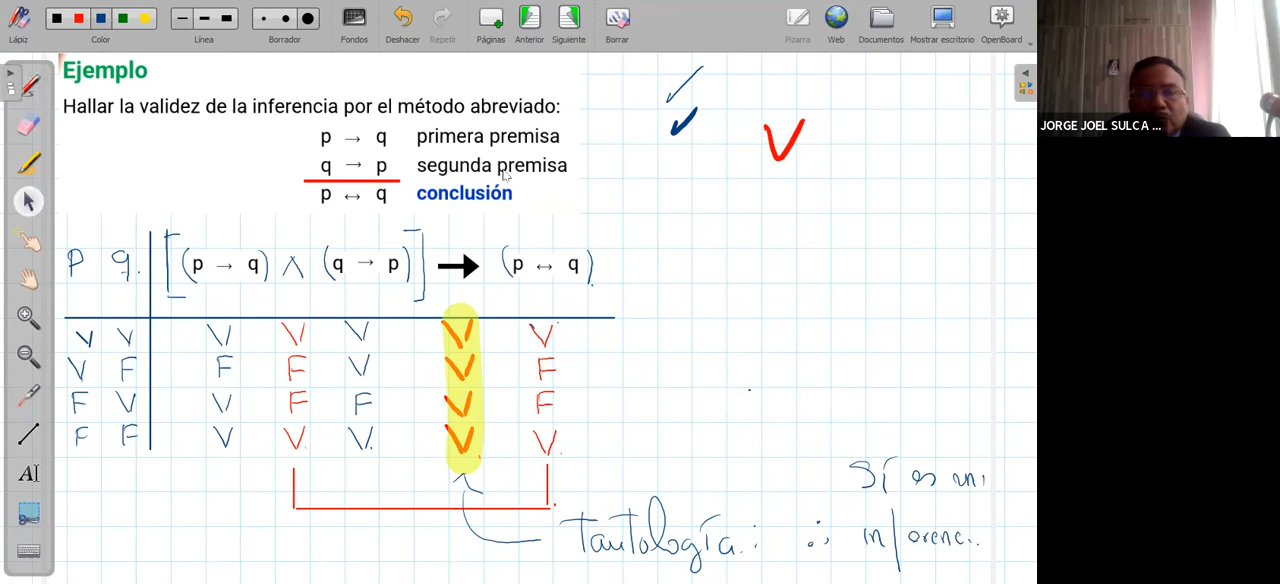 Lápiz Color Línea Borrador Fondos Deshacer Repetir Páginas Anterior Siguiente Borrar Pizarra Web Documentos Mostrar escritorio OpenBoard
Ejemplo
Hallar la validez de la inferencia por el método abreviado:
p → q primera premisa
q → p segunda premisa
p ↔ q conclusión
V
JORGE JOEL SULCA ...
P q. [(p → q) ∧ (q → p)] → (p ↔ q).
V V V V V V V
V F F F V V F
F V V F F V F
F F V V. V. V. V.
Sí es un
Tautología. ∴